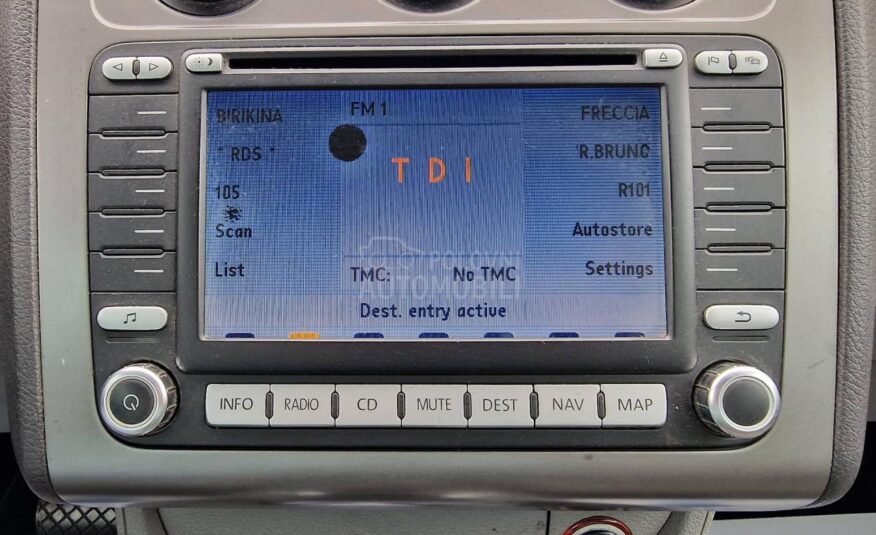 FM 1
BIRIKINA
FRECCIA
* RDS *
'R.BRUNO
TDI
105
R101
Scan
Autostore
List
Settings
TMC: No TMC
POLOVNI AUTOMOBILI
Dest. entry active
INFO RADIO CD MUTE DEST NAV MAP